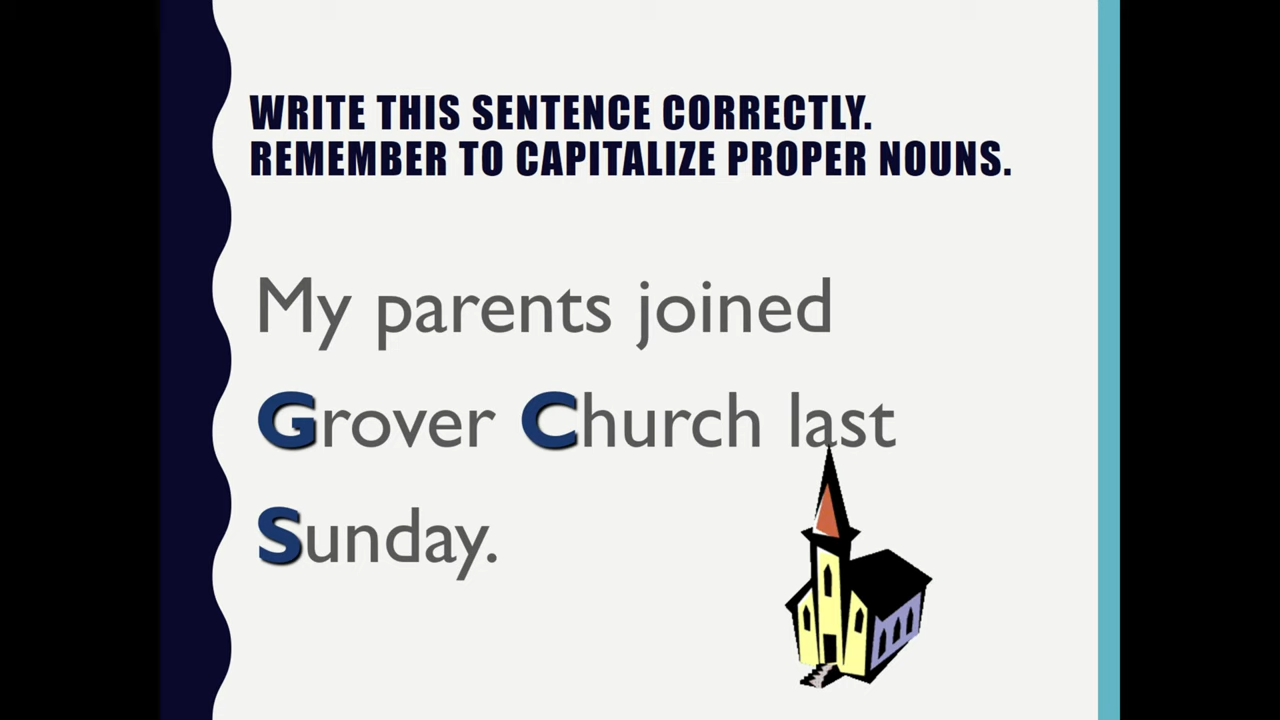 WRITE THIS SENTENCE CORRECTLY.
REMEMBER TO CAPITALIZE PROPER NOUNS.
My parents joined
Grover Church last
Sunday.